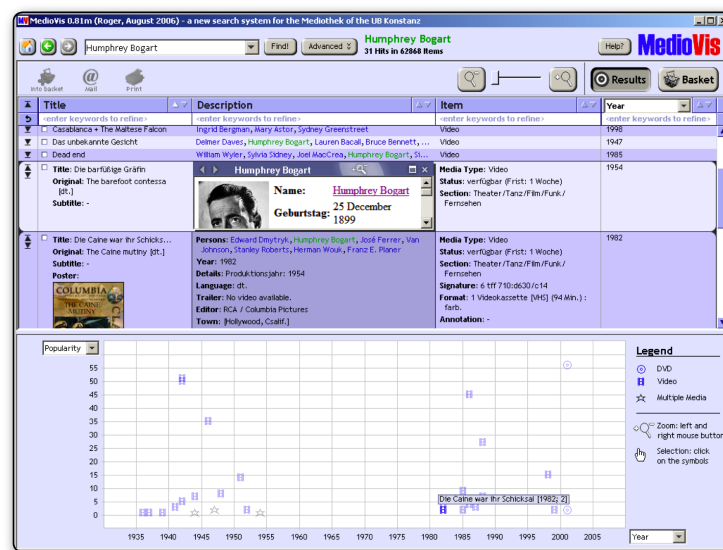 MedioVis 0.81m (Roger, August 2006) - a new search system for the Mediothek of the UB Konstanz
Humphrey Bogart Find! Advanced Humphrey Bogart
31 Hits in 62868 Items
Help? MedioVis
Into basket Mail Print Results Basket
Title Description Item Year
<enter keywords to refine> <enter keywords to refine> <enter keywords to refine> <enter keywords to refine>
Casablanca + The Maltese Falcon Ingrid Bergman, Mary Astor, Sydney Greenstreet Video 1998
Das unbekannte Gesicht Delmer Daves, Humphrey Bogart, Lauren Bacall, Bruce Bennett, ... Video 1947
Dead end William Wyler, Sylvia Sidney, Joel MacCrea, Humphrey Bogart, Si... Video 1985
Title: Die barfüßige Gräfin
Original: The barefoot contessa
[dt.]
Subtitle: -
Humphrey Bogart
Name: Humphrey Bogart
Geburtstag: 25 December
1899
Media Type: Video
Status: verfügbar (Frist: 1 Woche)
Section: Theater/Tanz/Film/Funk/
Fernsehen
1954
Title: Die Caine war ihr Schicks...
Original: The Caine mutiny [dt.]
Subtitle: -
Poster:
COLUMBIA
THE CAINE
MUTINY
Persons: Edward Dmytryk, Humphrey Bogart, José Ferrer, Van
Johnson, Stanley Roberts, Herman Wouk, Franz E. Planer
Year: 1982
Details: Produktionsjahr: 1954
Language: dt.
Trailer: No video available.
Editor: RCA / Columbia Pictures
Town: [Hollywood, Csalif.]
Media Type: Video
Status: verfügbar (Frist: 1 Woche)
Section: Theater/Tanz/Film/Funk/
Fernsehen
Signature: 6 tff 710:d630/c14
Format: 1 Videokassette [VHS] (94 Min.) :
farb.
Annotation: -
1982
Popularity
55
50
45
40
35
30
25
20
15
10
5
0
Die Caine war ihr Schicksal [1982; 2]
1935 1940 1945 1950 1955 1960 1965 1970 1975 1980 1985 1990 1995 2000 2005
Legend
DVD
Video
Multiple Media
Zoom: left and
right mouse button
Selection: click
on the symbols
Year